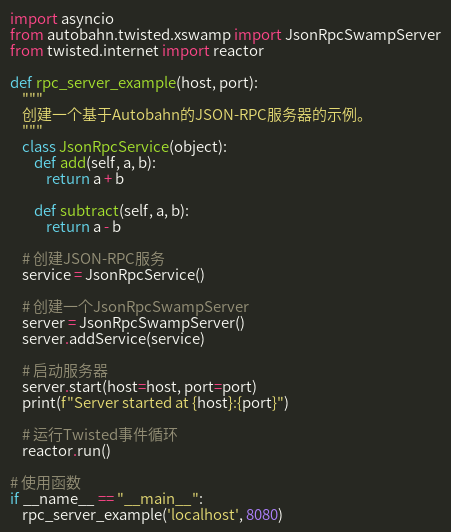 import asyncio
from autobahn.twisted.xswamp import JsonRpcSwampServer
from twisted.internet import reactor

def rpc_server_example(host, port):
    """
    创建一个基于Autobahn的JSON-RPC服务器的示例。
    """
    class JsonRpcService(object):
        def add(self, a, b):
            return a + b

        def subtract(self, a, b):
            return a - b

    # 创建JSON-RPC服务
    service = JsonRpcService()

    # 创建一个JsonRpcSwampServer
    server = JsonRpcSwampServer()
    server.addService(service)

    # 启动服务器
    server.start(host=host, port=port)
    print(f"Server started at {host}:{port}")

    # 运行Twisted事件循环
    reactor.run()

# 使用函数
if __name__ == "__main__":
    rpc_server_example('localhost', 8080)